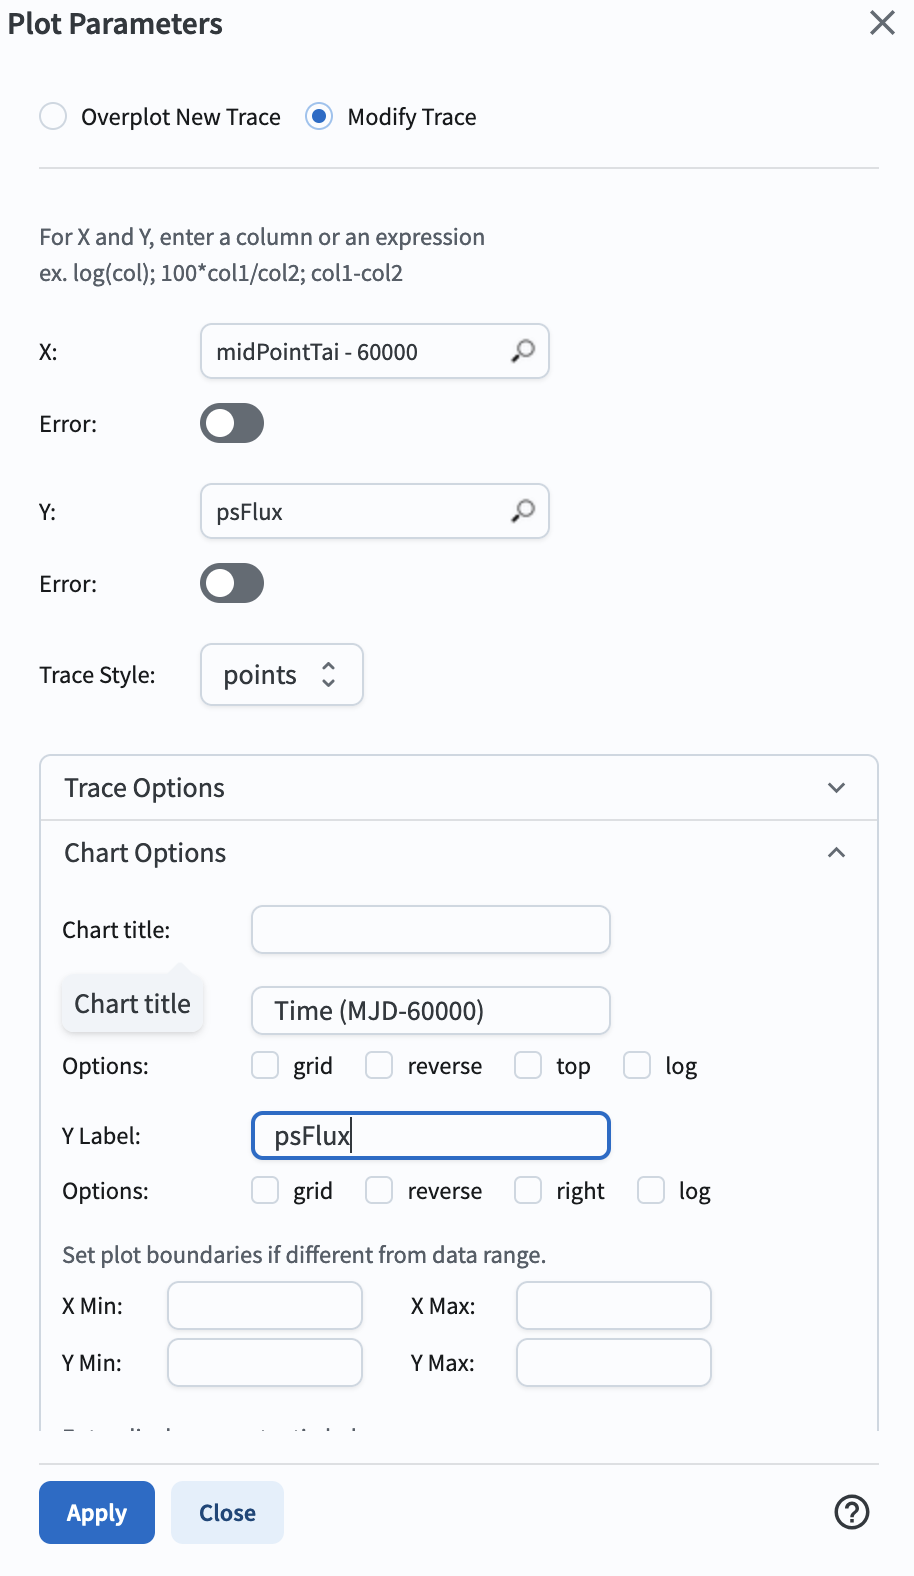 Plot Parameters
Overplot New Trace Modify Trace
For X and Y, enter a column or an expression
ex. log(col); 100*col1/col2; col1-col2
X: midPointTai - 60000
Error:
Y: psFlux
Error:
Trace Style: points
Trace Options
Chart Options
Chart title:
Chart title Time (MJD-60000)
Options: grid reverse top log
Y Label: psFlux
Options: grid reverse right log
Set plot boundaries if different from data range.
X Min: X Max:
Y Min: Y Max:
Apply Close